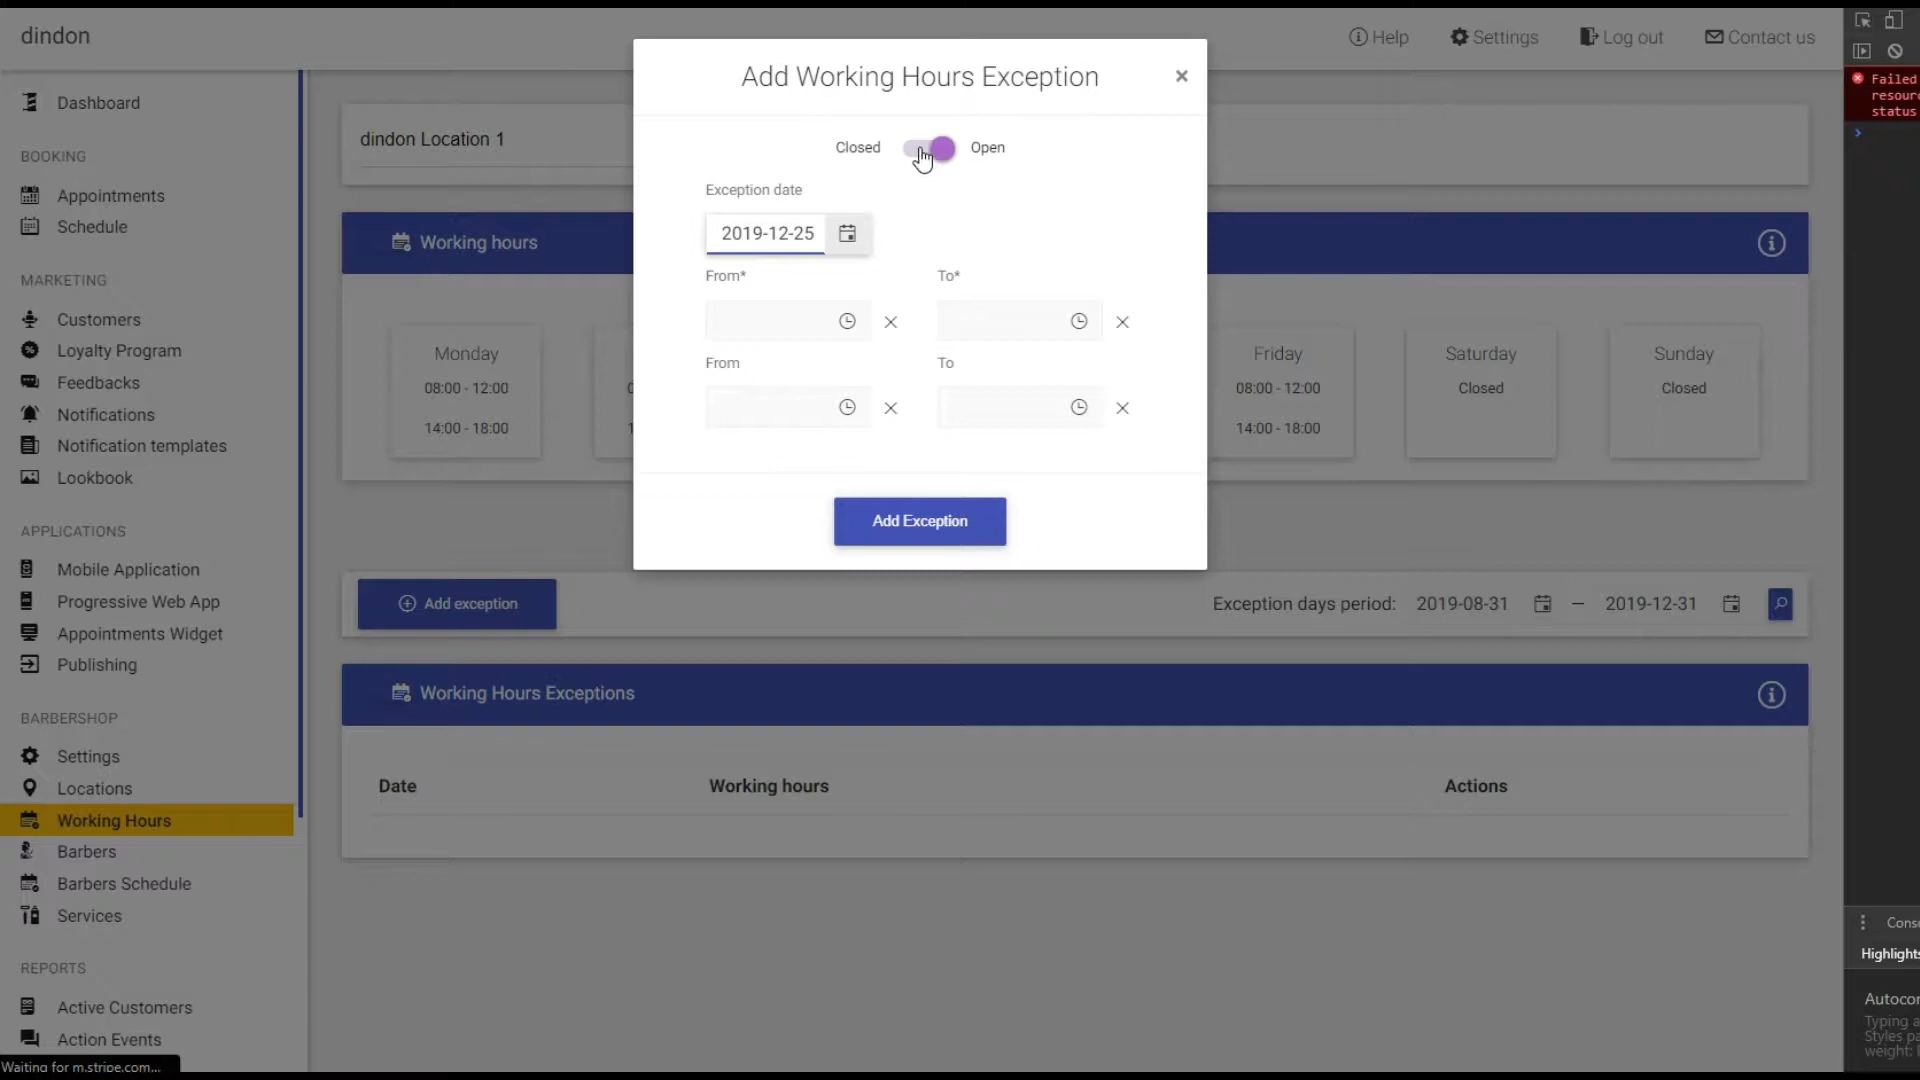 dindon
Help
Settings
Log out
Contact us
Dashboard
BOOKING
Appointments
Schedule
MARKETING
Customers
Loyalty Program
Feedbacks
Notifications
Notification templates
Lookbook
APPLICATIONS
Mobile Application
Progressive Web App
Appointments Widget
Publishing
BARBERSHOP
Settings
Locations
Working Hours
Barbers
Barbers Schedule
Services
REPORTS
Active Customers
Action Events
Waiting for m.stripe.com...
dindon Location 1
Working hours
Monday
08:00 - 12:00
14:00 - 18:00
Friday
08:00 - 12:00
14:00 - 18:00
Saturday
Closed
Sunday
Closed
Add Working Hours Exception
Closed
Open
Exception date
2019-12-25
From*
To*
From
To
Add Exception
Add exception
Exception days period: 2019-08-31 – 2019-12-31
Working Hours Exceptions
Date
Working hours
Actions
Failed
status
Highlights
Typing a
weight: